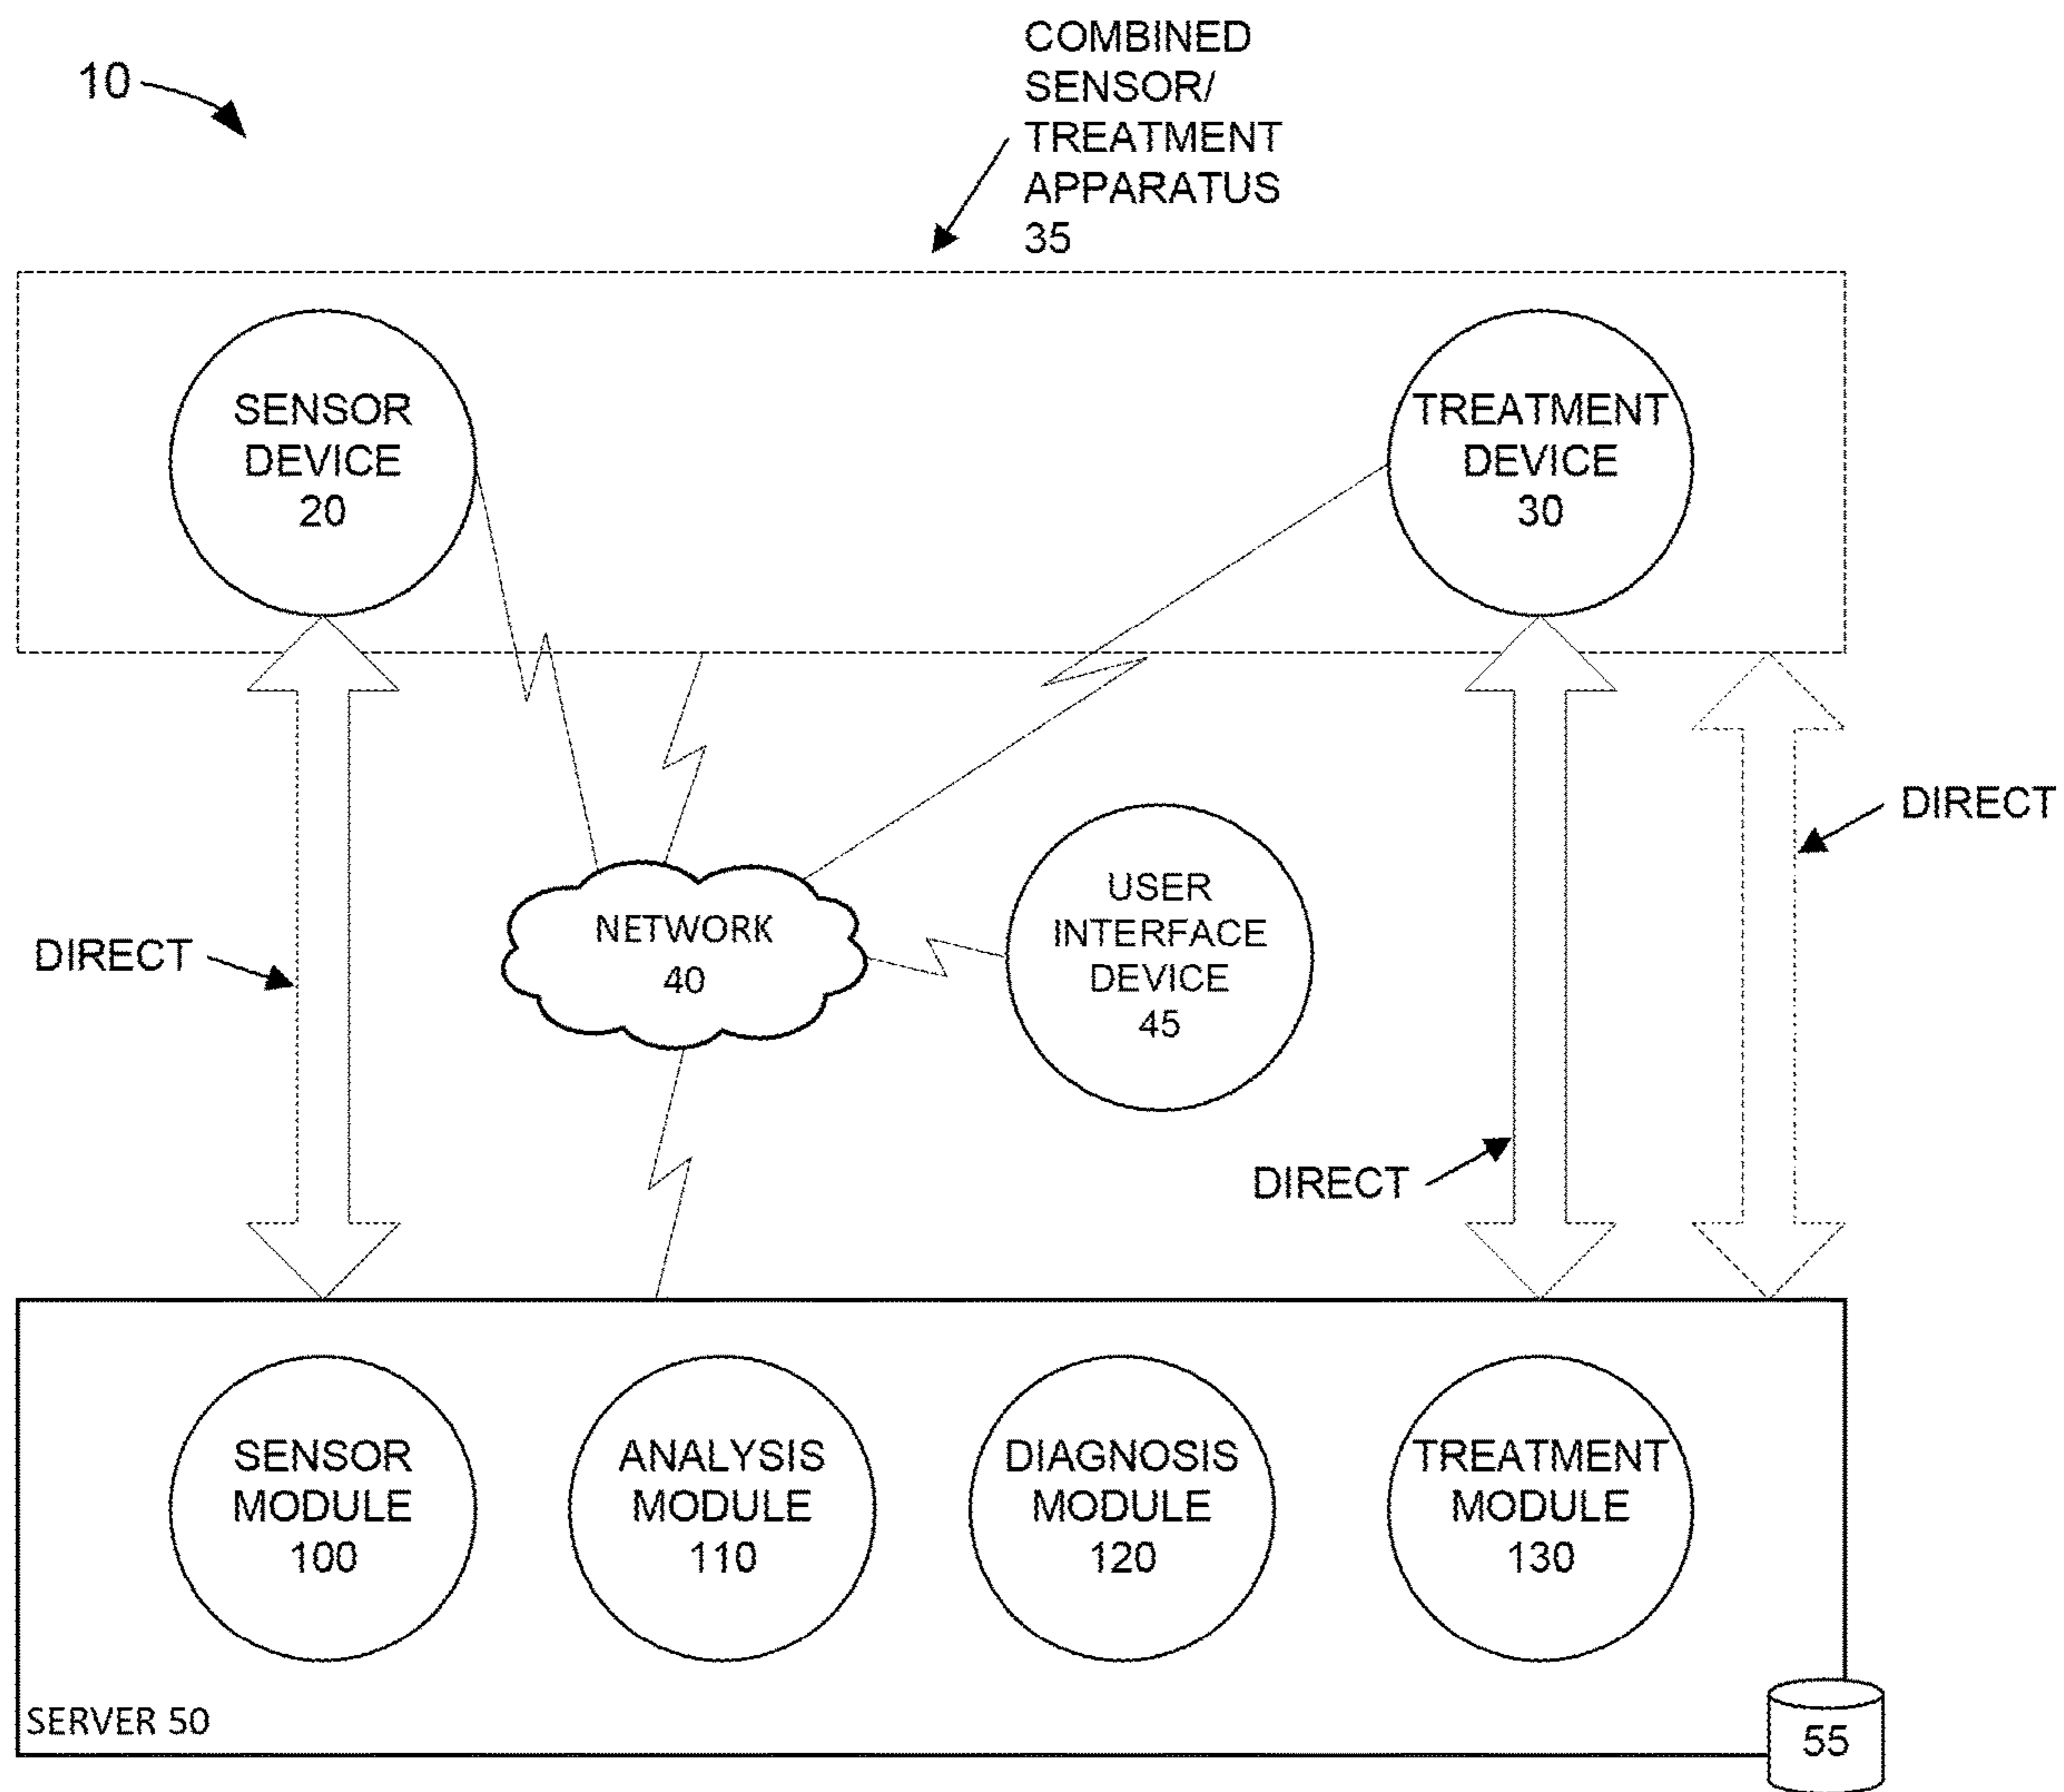 10
COMBINED
SENSOR/
TREATMENT
APPARATUS
35
SENSOR
DEVICE
20
TREATMENT
DEVICE
30
DIRECT
NETWORK
40
USER
INTERFACE
DEVICE
45
DIRECT
DIRECT
SENSOR
MODULE
100
ANALYSIS
MODULE
110
DIAGNOSIS
MODULE
120
TREATMENT
MODULE
130
SERVER 50
55